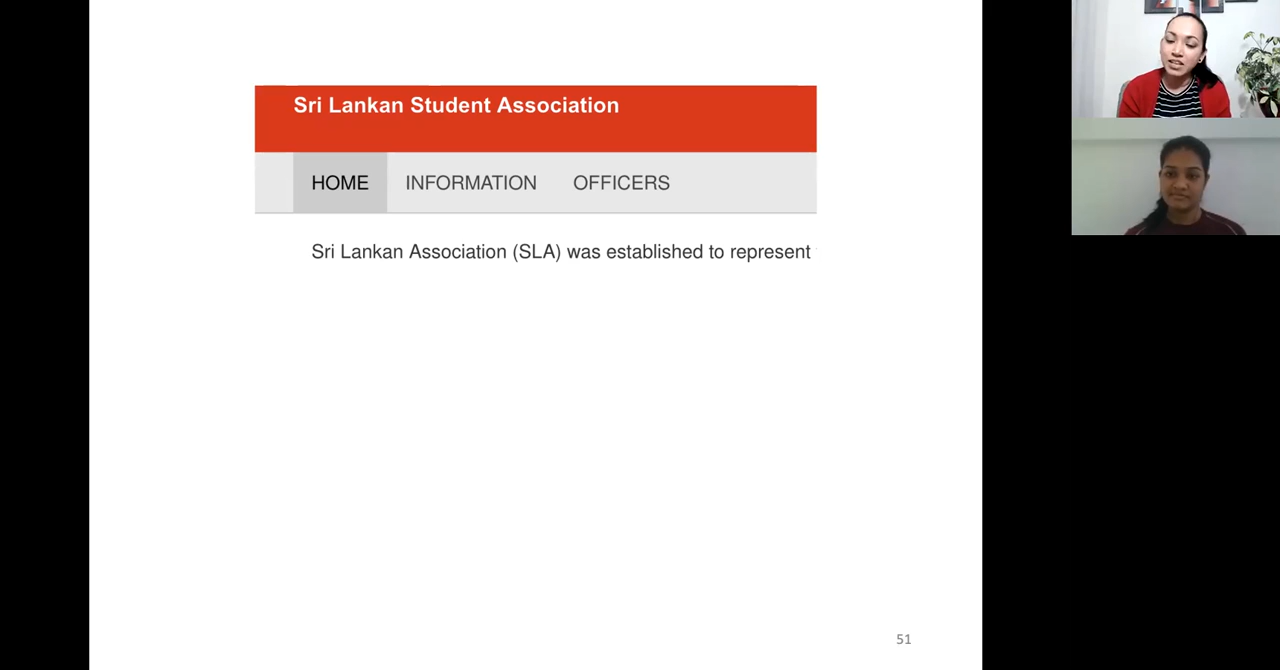 Sri Lankan Student Association
HOME INFORMATION OFFICERS
Sri Lankan Association (SLA) was established to represent
51